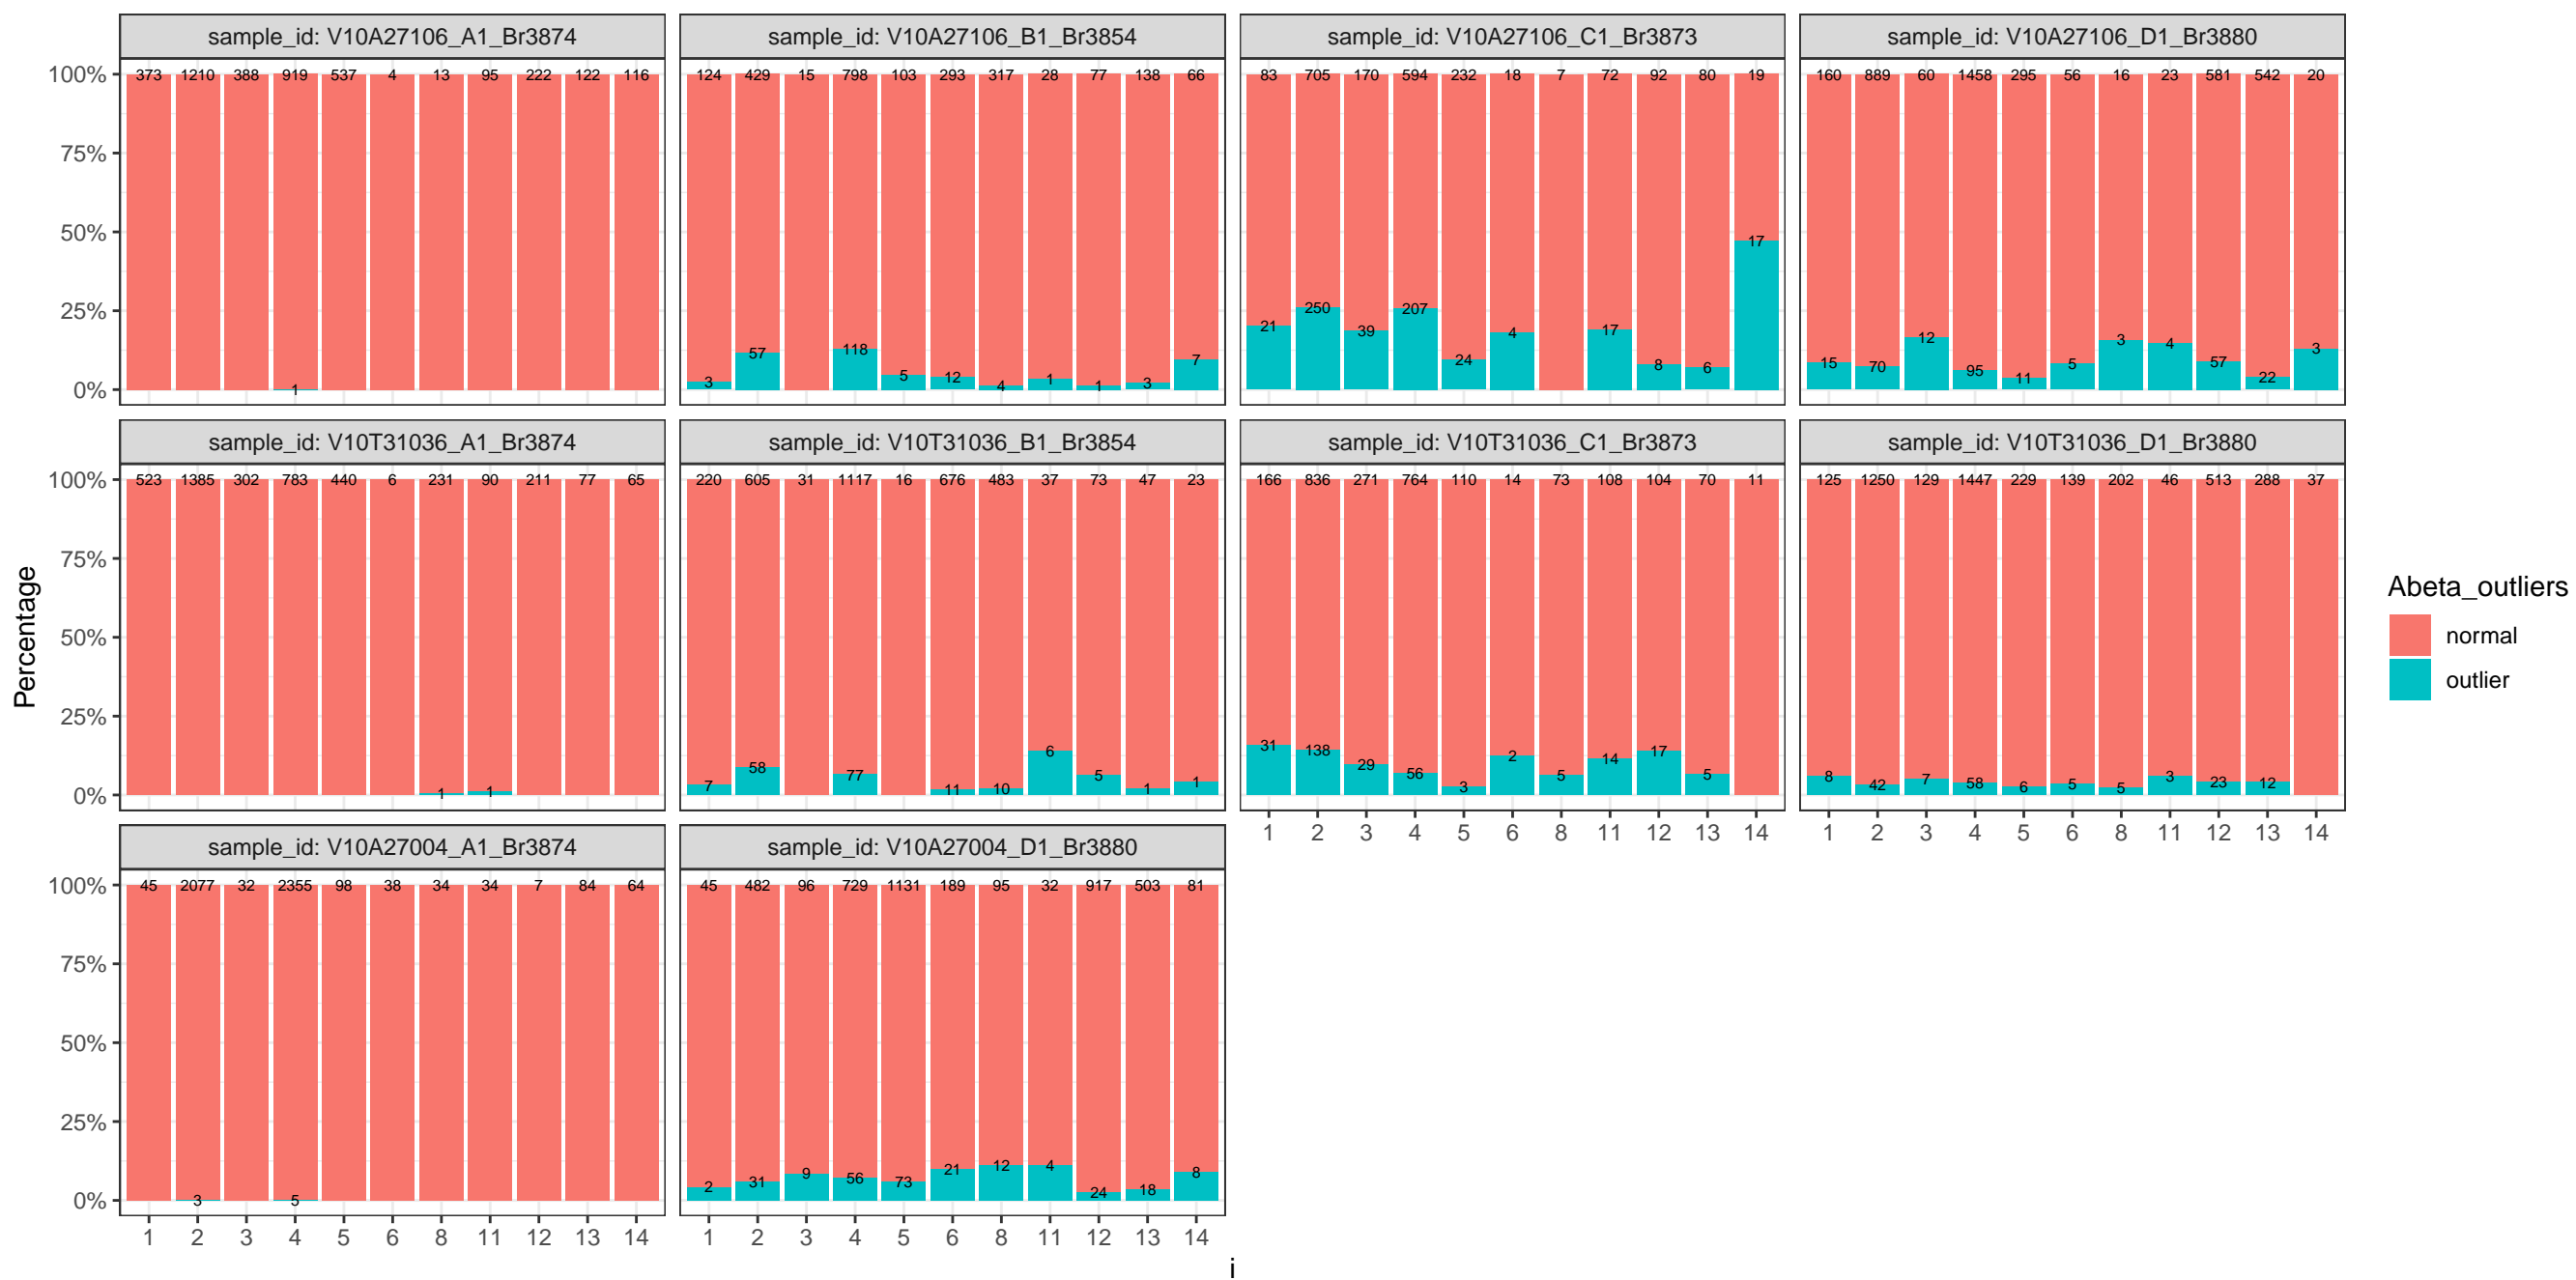 sample_id: V10A27106_A1_Br3874 sample_id: V10A27106_B1_Br3854 sample_id: V10A27106_C1_Br3873 sample_id: V10A27106_D1_Br3880
100% 373 1210 388 919 537 4 13 95 222 122 116 124 429 15 798 103 293 317 28 77 138 66 83 705 170 594 232 18 7 72 92 80 19 160 889 60 1458 295 56 16 23 581 542 20
75%
50% 17
25% 21 250 39 207 4 17
3 57 118 5 12 4 1 1 3 7 24 8 6 15 70 12 95 11 5 3 4 57 22 3
0% 1
sample_id: V10T31036_A1_Br3874 sample_id: V10T31036_B1_Br3854 sample_id: V10T31036_C1_Br3873 sample_id: V10T31036_D1_Br3880
100% 523 1385 302 783 440 6 231 90 211 77 65 220 605 31 1117 16 676 483 37 73 47 23 166 836 271 764 110 14 73 108 104 70 11 125 1250 129 1447 229 139 202 46 513 288 37
75%
50%
25%
7 58 77 11 10 6 5 1 1 31 138 29 56 3 2 5 14 17 5 8 42 7 58 6 5 5 3 23 12
0% 1 1
1 2 3 4 5 6 8 11 12 13 14 1 2 3 4 5 6 8 11 12 13 14
sample_id: V10A27004_A1_Br3874 sample_id: V10A27004_D1_Br3880
100% 45 2077 32 2355 98 38 34 34 7 84 64 45 482 96 729 1131 189 95 32 917 503 81
75%
50%
25%
2 31 9 56 73 21 12 4 24 18 8
0% 3 5
1 2 3 4 5 6 8 11 12 13 14 1 2 3 4 5 6 8 11 12 13 14
i
Percentage
Abeta_outliers
normal
outlier